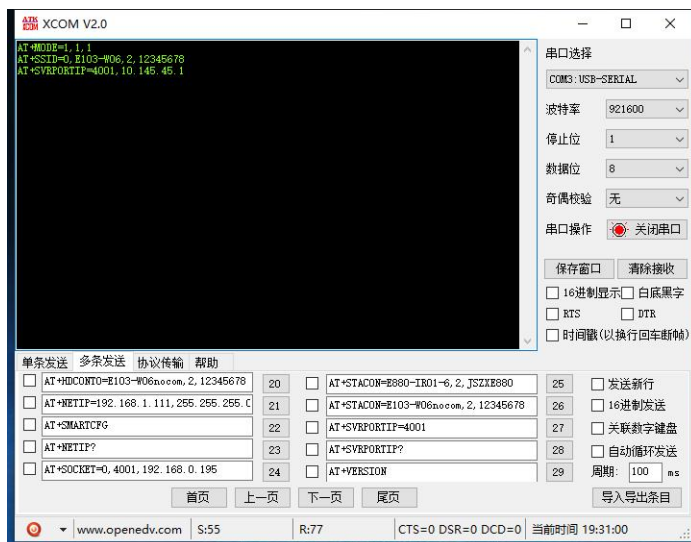 XCOM V2.0
AT+MODE=1,1,1
AT+SSID=0,E103-W06,2,12345678
AT+SVRPORTIP=4001,10.145.45.1
串口选择
COM3:USB-SERIAL
波特率 921600
停止位 1
数据位 8
奇偶校验 无
串口操作 关闭串口
保存窗口 清除接收
16进制显示 白底黑字
RTS DTR
时间戳(以换行回车断帧)
单条发送 多条发送 协议传输 帮助
AT+HDCONTO=E103-W06nocom,2,12345678 20 AT+STACON=E880-IR01-6,2,JSZXE880 25 发送新行
AT+NETIP=192.168.1.111,255.255.255.0 21 AT+STACON=E103-W06nocom,2,12345678 26 16进制发送
AT+SMARTCFG 22 AT+SVRPORTIP=4001 27 关联数字键盘
AT+NETIP? 23 AT+SVRPORTIP? 28 自动循环发送
AT+SOCKET=0,4001,192.168.0.195 24 AT+VERSION 29 周期: 100 ms
首页 上一页 下一页 尾页 导入导出条目
www.openedv.com S:55 R:77 CTS=0 DSR=0 DCD=0 当前时间 19:31:00